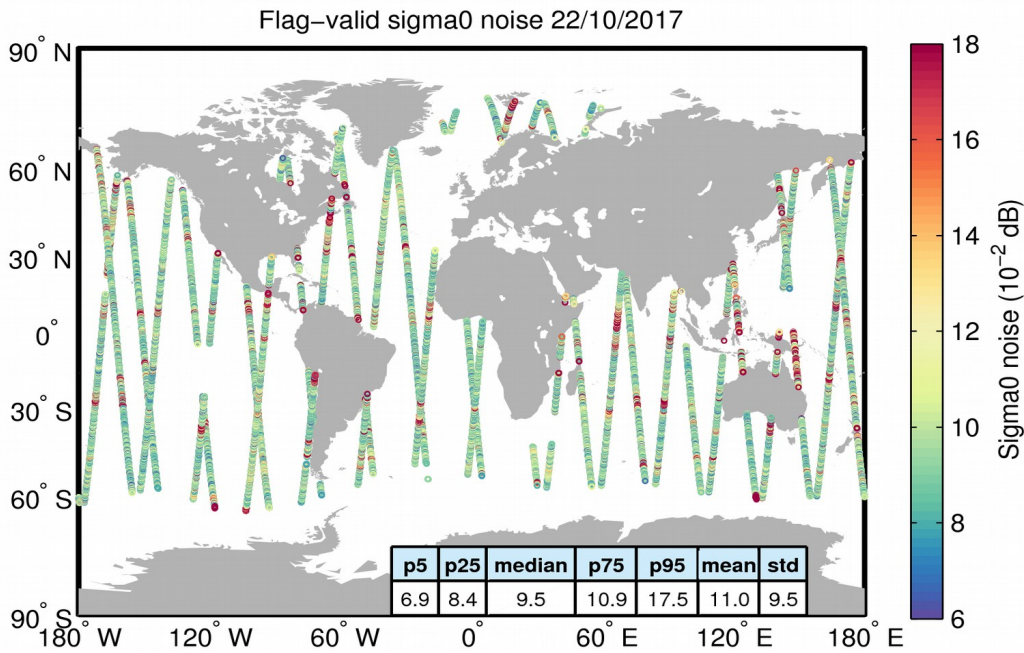 Flag−valid sigma0 noise 22/10/2017
90° N
60° N
30° N
0°
30° S
60° S
90° S
180° W
120° W
60° W
0°
60° E
120° E
180° E
p5 p25 median p75 p95 mean std
6.9 8.4 9.5 10.9 17.5 11.0 9.5
18
16
14
12
10
8
6
Sigma0 noise (10⁻² dB)